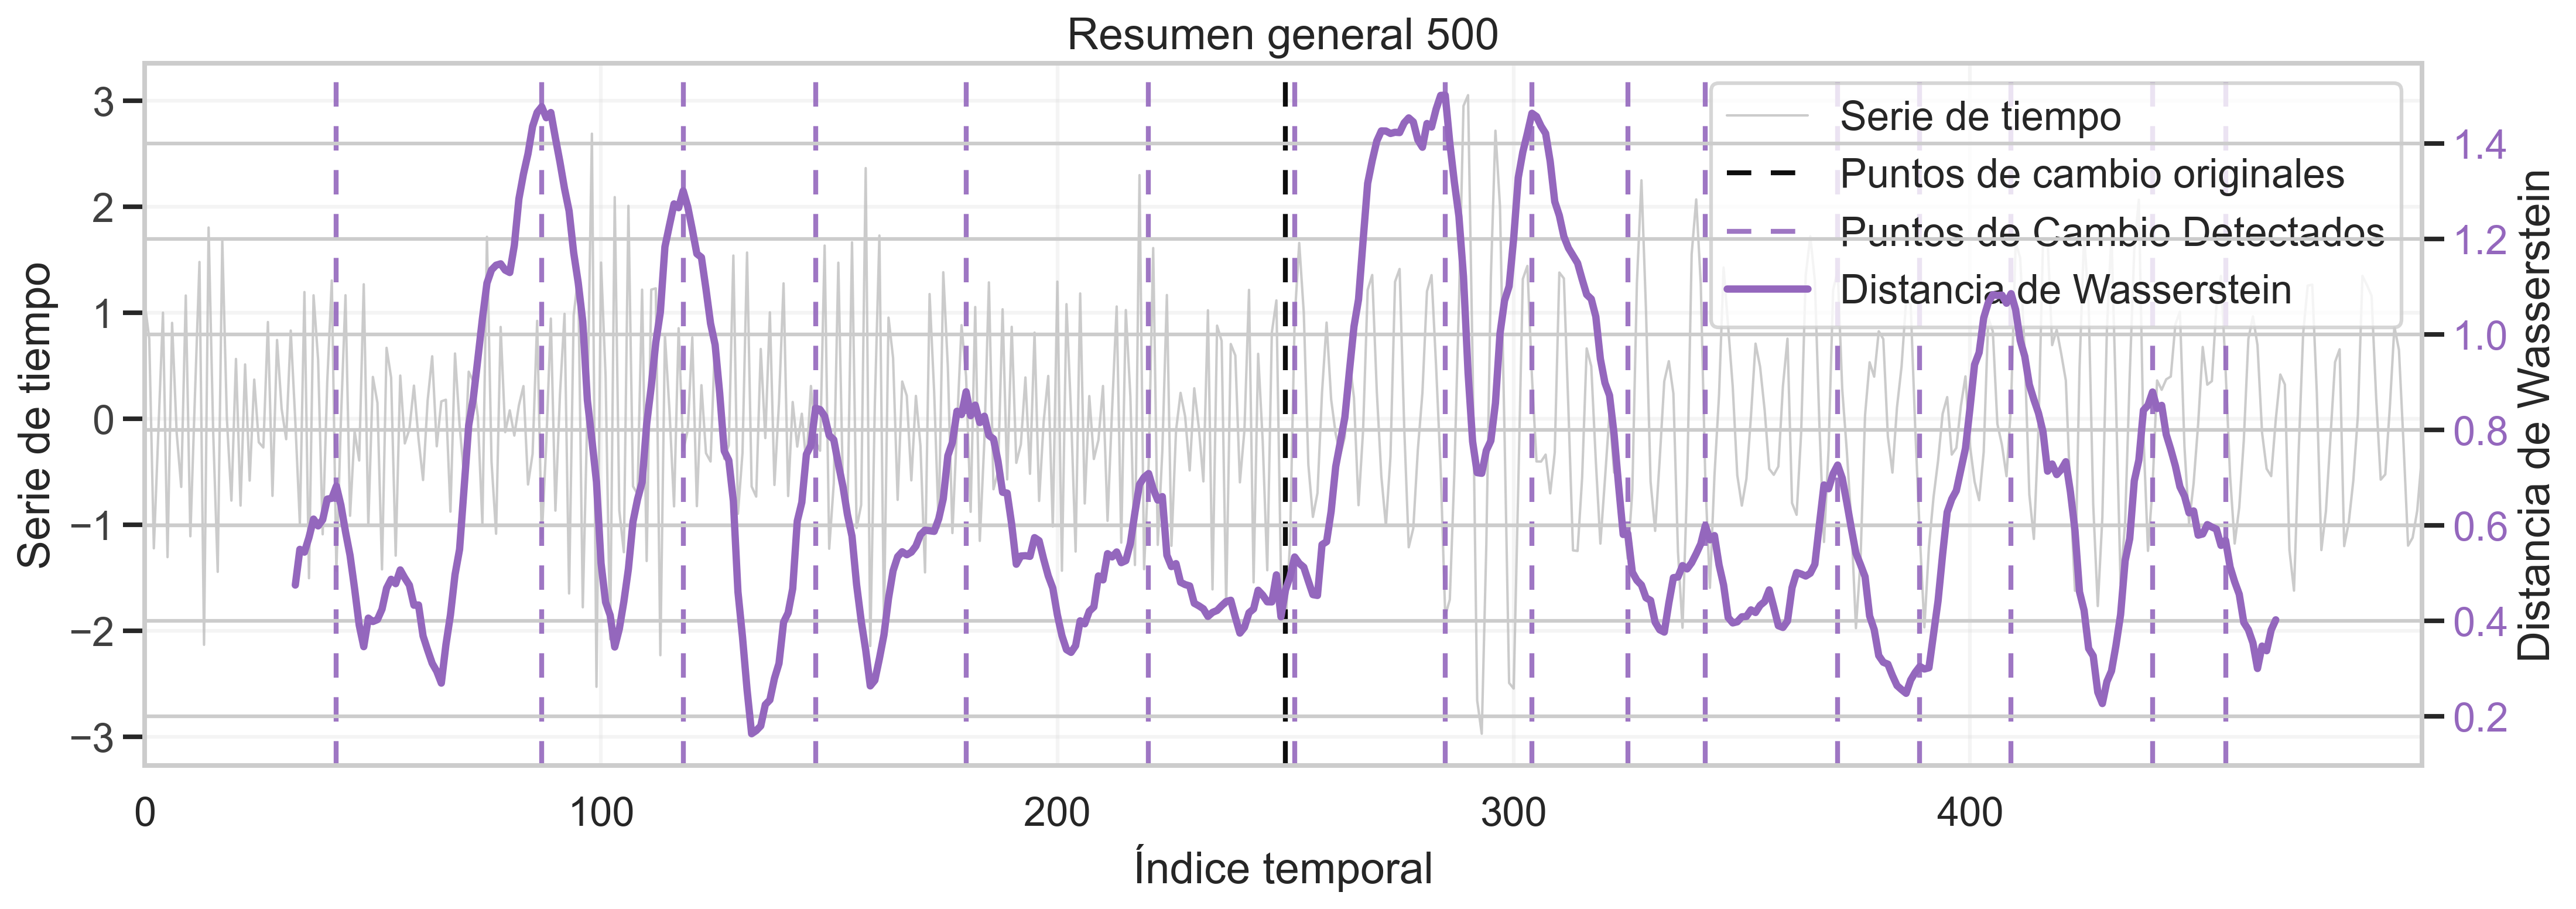 Resumen general 500
Serie de tiempo
3
2
1
0
−1
−2
−3
Serie de tiempo
Puntos de cambio originales
Puntos de Cambio Detectados
Distancia de Wasserstein
1.4
1.2
1.0
0.8
0.6
0.4
0.2
Distancia de Wasserstein
0
100
200
300
400
Índice temporal